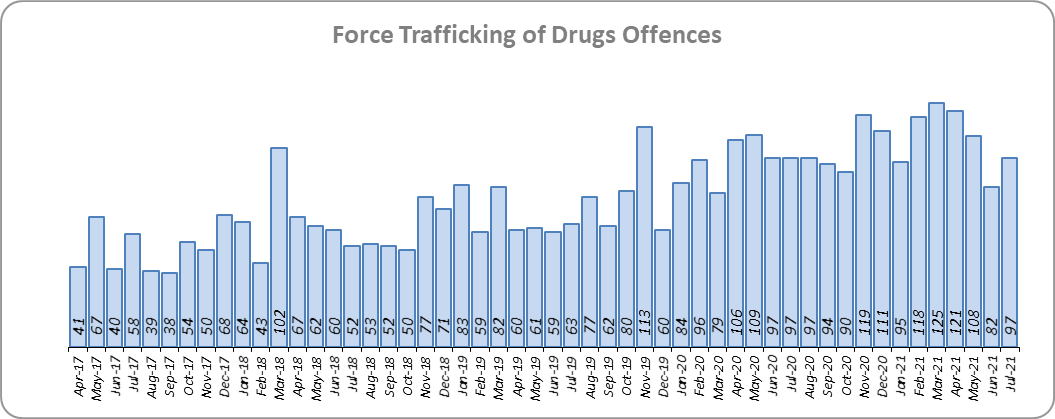 Force Trafficking of Drugs Offences
41 67 40 58 39 38 54 50 68 64 43 102 67 62 60 52 53 52 50 77 71 83 59 82 60 61 59 63 77 62 80 113 60 84 96 79 106 109 97 97 97 94 90 119 111 95 118 125 121 108 82 97
Apr-17 May-17 Jun-17 Jul-17 Aug-17 Sep-17 Oct-17 Nov-17 Dec-17 Jan-18 Feb-18 Mar-18 Apr-18 May-18 Jun-18 Jul-18 Aug-18 Sep-18 Oct-18 Nov-18 Dec-18 Jan-19 Feb-19 Mar-19 Apr-19 May-19 Jun-19 Jul-19 Aug-19 Sep-19 Oct-19 Nov-19 Dec-19 Jan-20 Feb-20 Mar-20 Apr-20 May-20 Jun-20 Jul-20 Aug-20 Sep-20 Oct-20 Nov-20 Dec-20 Jan-21 Feb-21 Mar-21 Apr-21 May-21 Jun-21 Jul-21